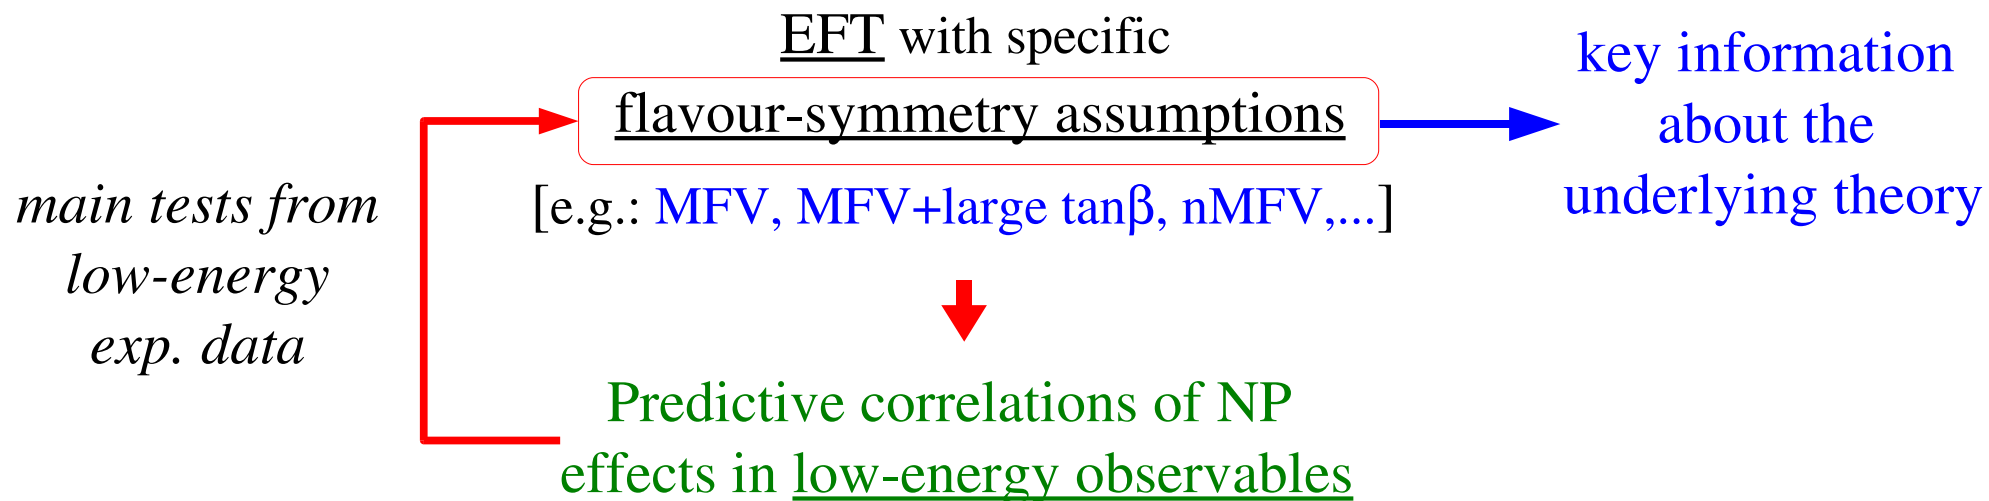 EFT with specific
flavour-symmetry assumptions
[e.g.: MFV, MFV+large tanβ, nMFV,...]
key information
about the
underlying theory
main tests from
low-energy
exp. data
Predictive correlations of NP
effects in low-energy observables